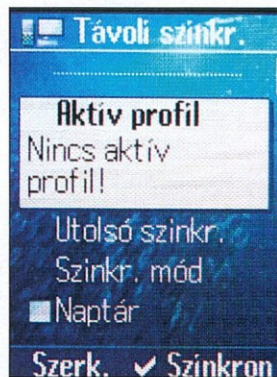 Távoli szinkr.
Aktív profil
Nincs aktív
profil!
Utolsó szinkr.
Szinkr. mód
Naptár
Szerk. ✔ Szinkron